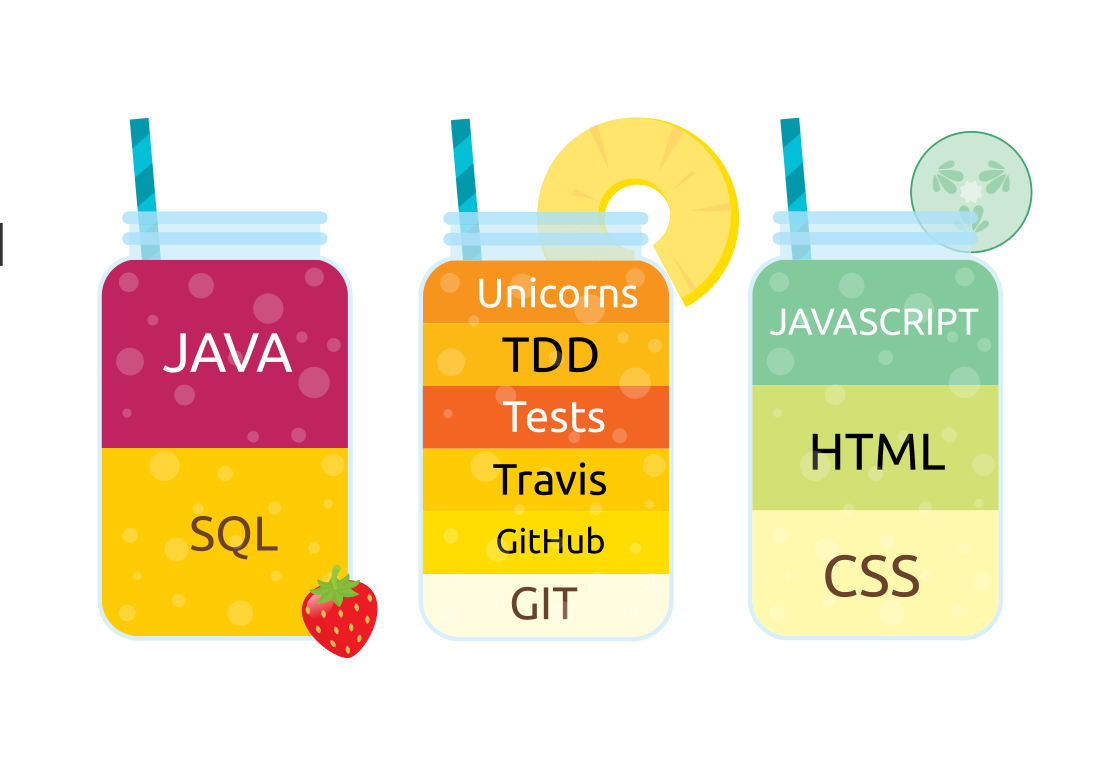 JAVA
SQL
Unicorns
TDD
Tests
Travis
GitHub
GIT
JAVASCRIPT
HTML
CSS